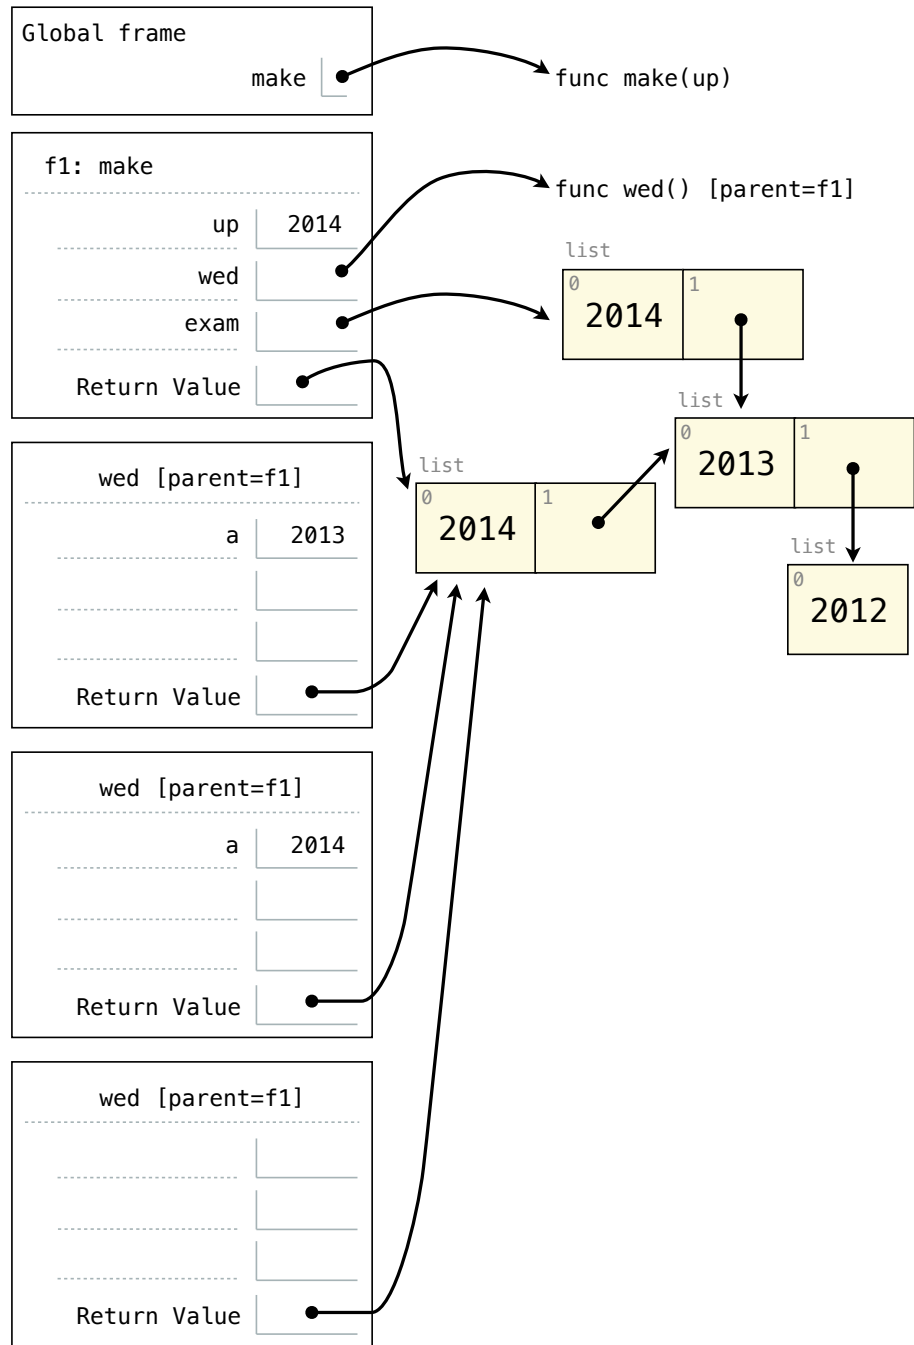 Global frame
make
func make(up)
f1: make
func wed() [parent=f1]
up 2014
wed
exam
Return Value
list
0 1
2014
list
0 1
2013
list
0
2012
list
0 1
2014
wed [parent=f1]
a 2013
Return Value
wed [parent=f1]
a 2014
Return Value
wed [parent=f1]
Return Value